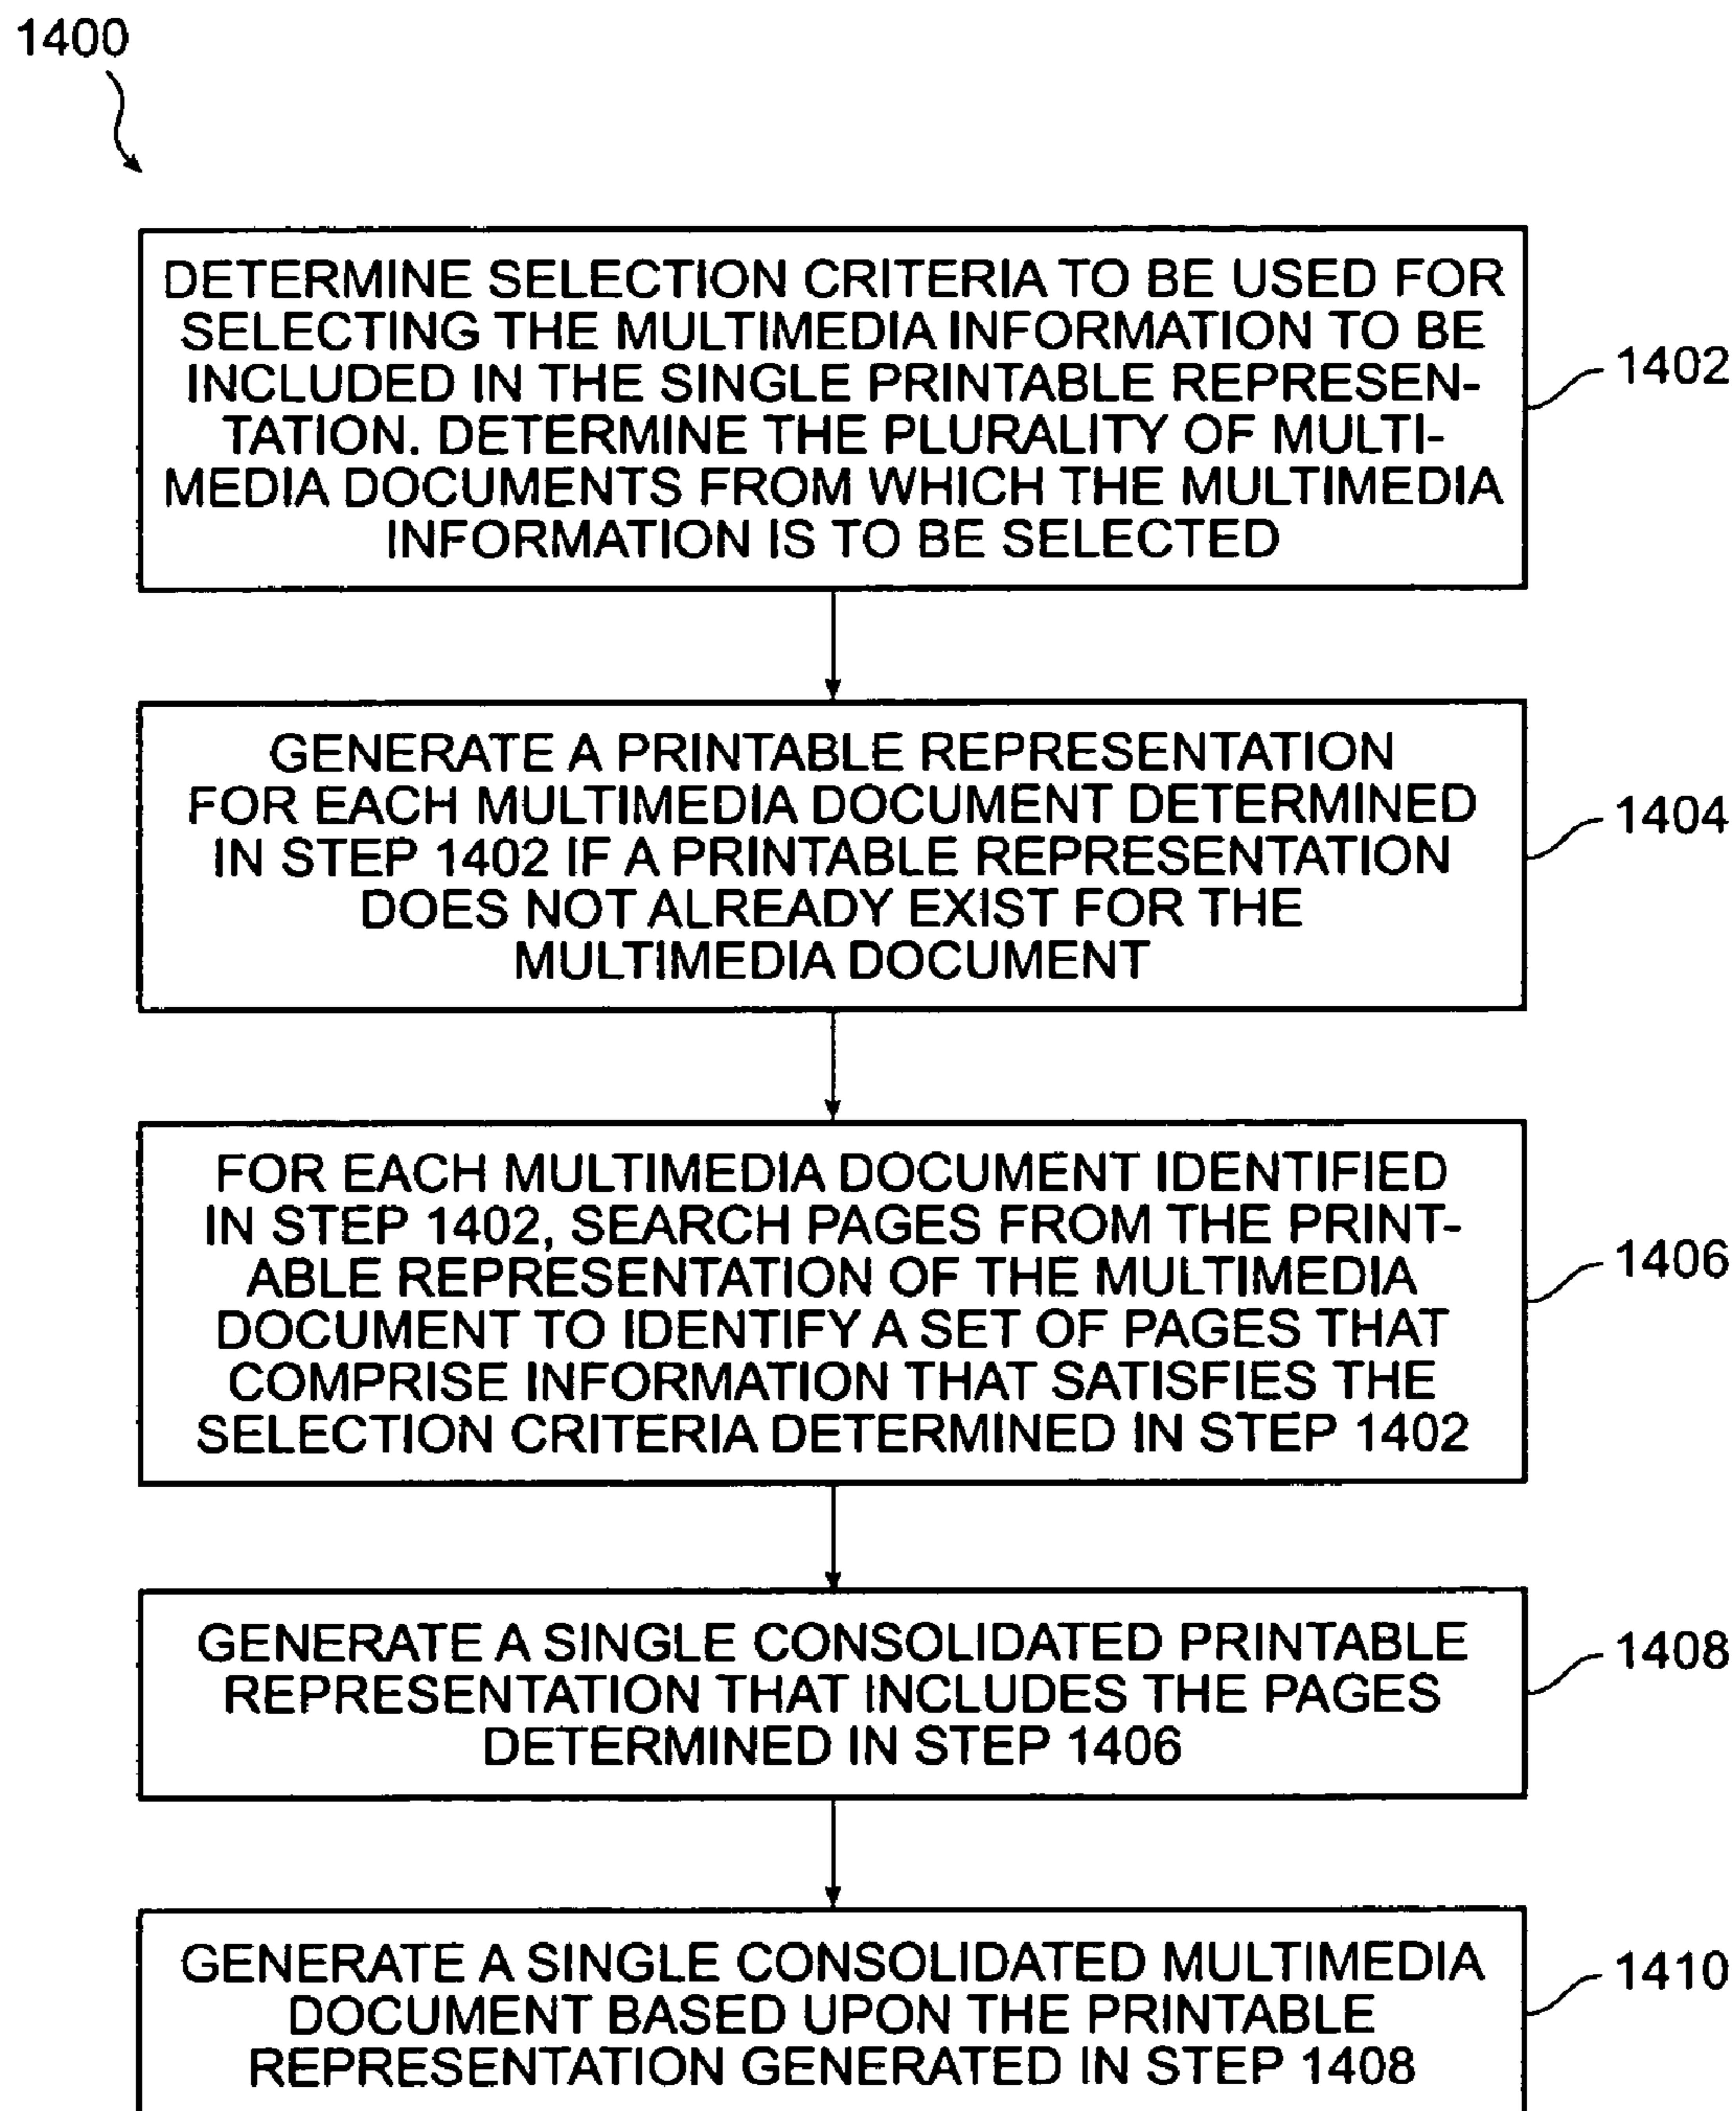 1400
DETERMINE SELECTION CRITERIA TO BE USED FOR
SELECTING THE MULTIMEDIA INFORMATION TO BE
INCLUDED IN THE SINGLE PRINTABLE REPRESEN-
TATION. DETERMINE THE PLURALITY OF MULTI-
MEDIA DOCUMENTS FROM WHICH THE MULTIMEDIA
INFORMATION IS TO BE SELECTED
1402
GENERATE A PRINTABLE REPRESENTATION
FOR EACH MULTIMEDIA DOCUMENT DETERMINED
IN STEP 1402 IF A PRINTABLE REPRESENTATION
DOES NOT ALREADY EXIST FOR THE
MULTIMEDIA DOCUMENT
1404
FOR EACH MULTIMEDIA DOCUMENT IDENTIFIED
IN STEP 1402, SEARCH PAGES FROM THE PRINT-
ABLE REPRESENTATION OF THE MULTIMEDIA
DOCUMENT TO IDENTIFY A SET OF PAGES THAT
COMPRISE INFORMATION THAT SATISFIES THE
SELECTION CRITERIA DETERMINED IN STEP 1402
1406
GENERATE A SINGLE CONSOLIDATED PRINTABLE
REPRESENTATION THAT INCLUDES THE PAGES
DETERMINED IN STEP 1406
1408
GENERATE A SINGLE CONSOLIDATED MULTIMEDIA
DOCUMENT BASED UPON THE PRINTABLE
REPRESENTATION GENERATED IN STEP 1408
1410